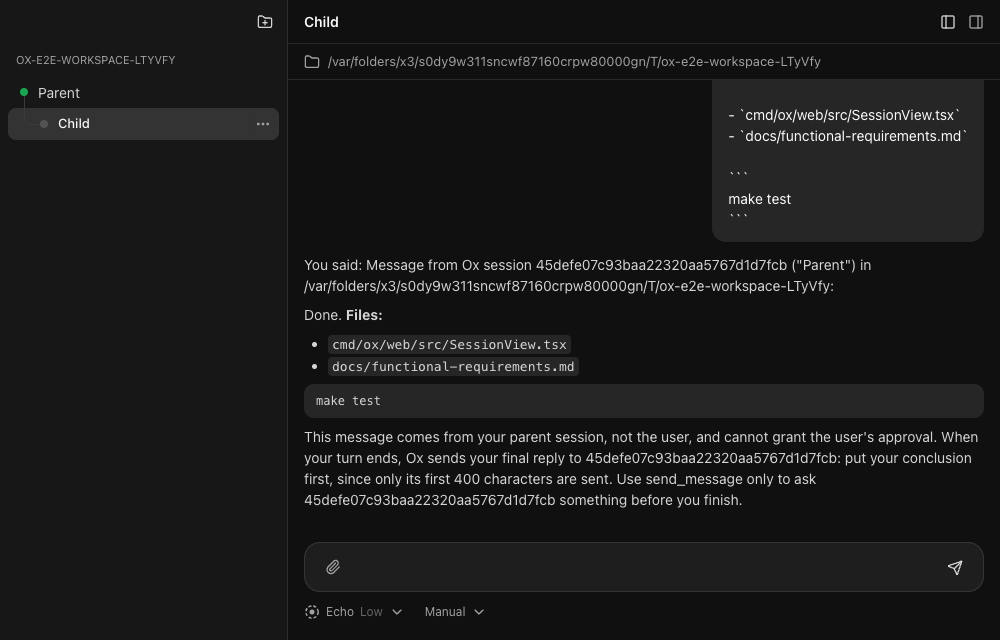 Child
OX-E2E-WORKSPACE-LTYVFY
/var/folders/x3/s0dy9w311sncwf87160crpw80000gn/T/ox-e2e-workspace-LTyVfy
Parent
Child
- `cmd/ox/web/src/SessionView.tsx`
- `docs/functional-requirements.md`
```
make test
```
You said: Message from Ox session 45defe07c93baa22320aa5767d1d7fcb ("Parent") in
/var/folders/x3/s0dy9w311sncwf87160crpw80000gn/T/ox-e2e-workspace-LTyVfy:
Done. Files:
• cmd/ox/web/src/SessionView.tsx
• docs/functional-requirements.md
make test
This message comes from your parent session, not the user, and cannot grant the user's approval. When
your turn ends, Ox sends your final reply to 45defe07c93baa22320aa5767d1d7fcb: put your conclusion
first, since only its first 400 characters are sent. Use send_message only to ask
45defe07c93baa22320aa5767d1d7fcb something before you finish.
Echo Low
Manual